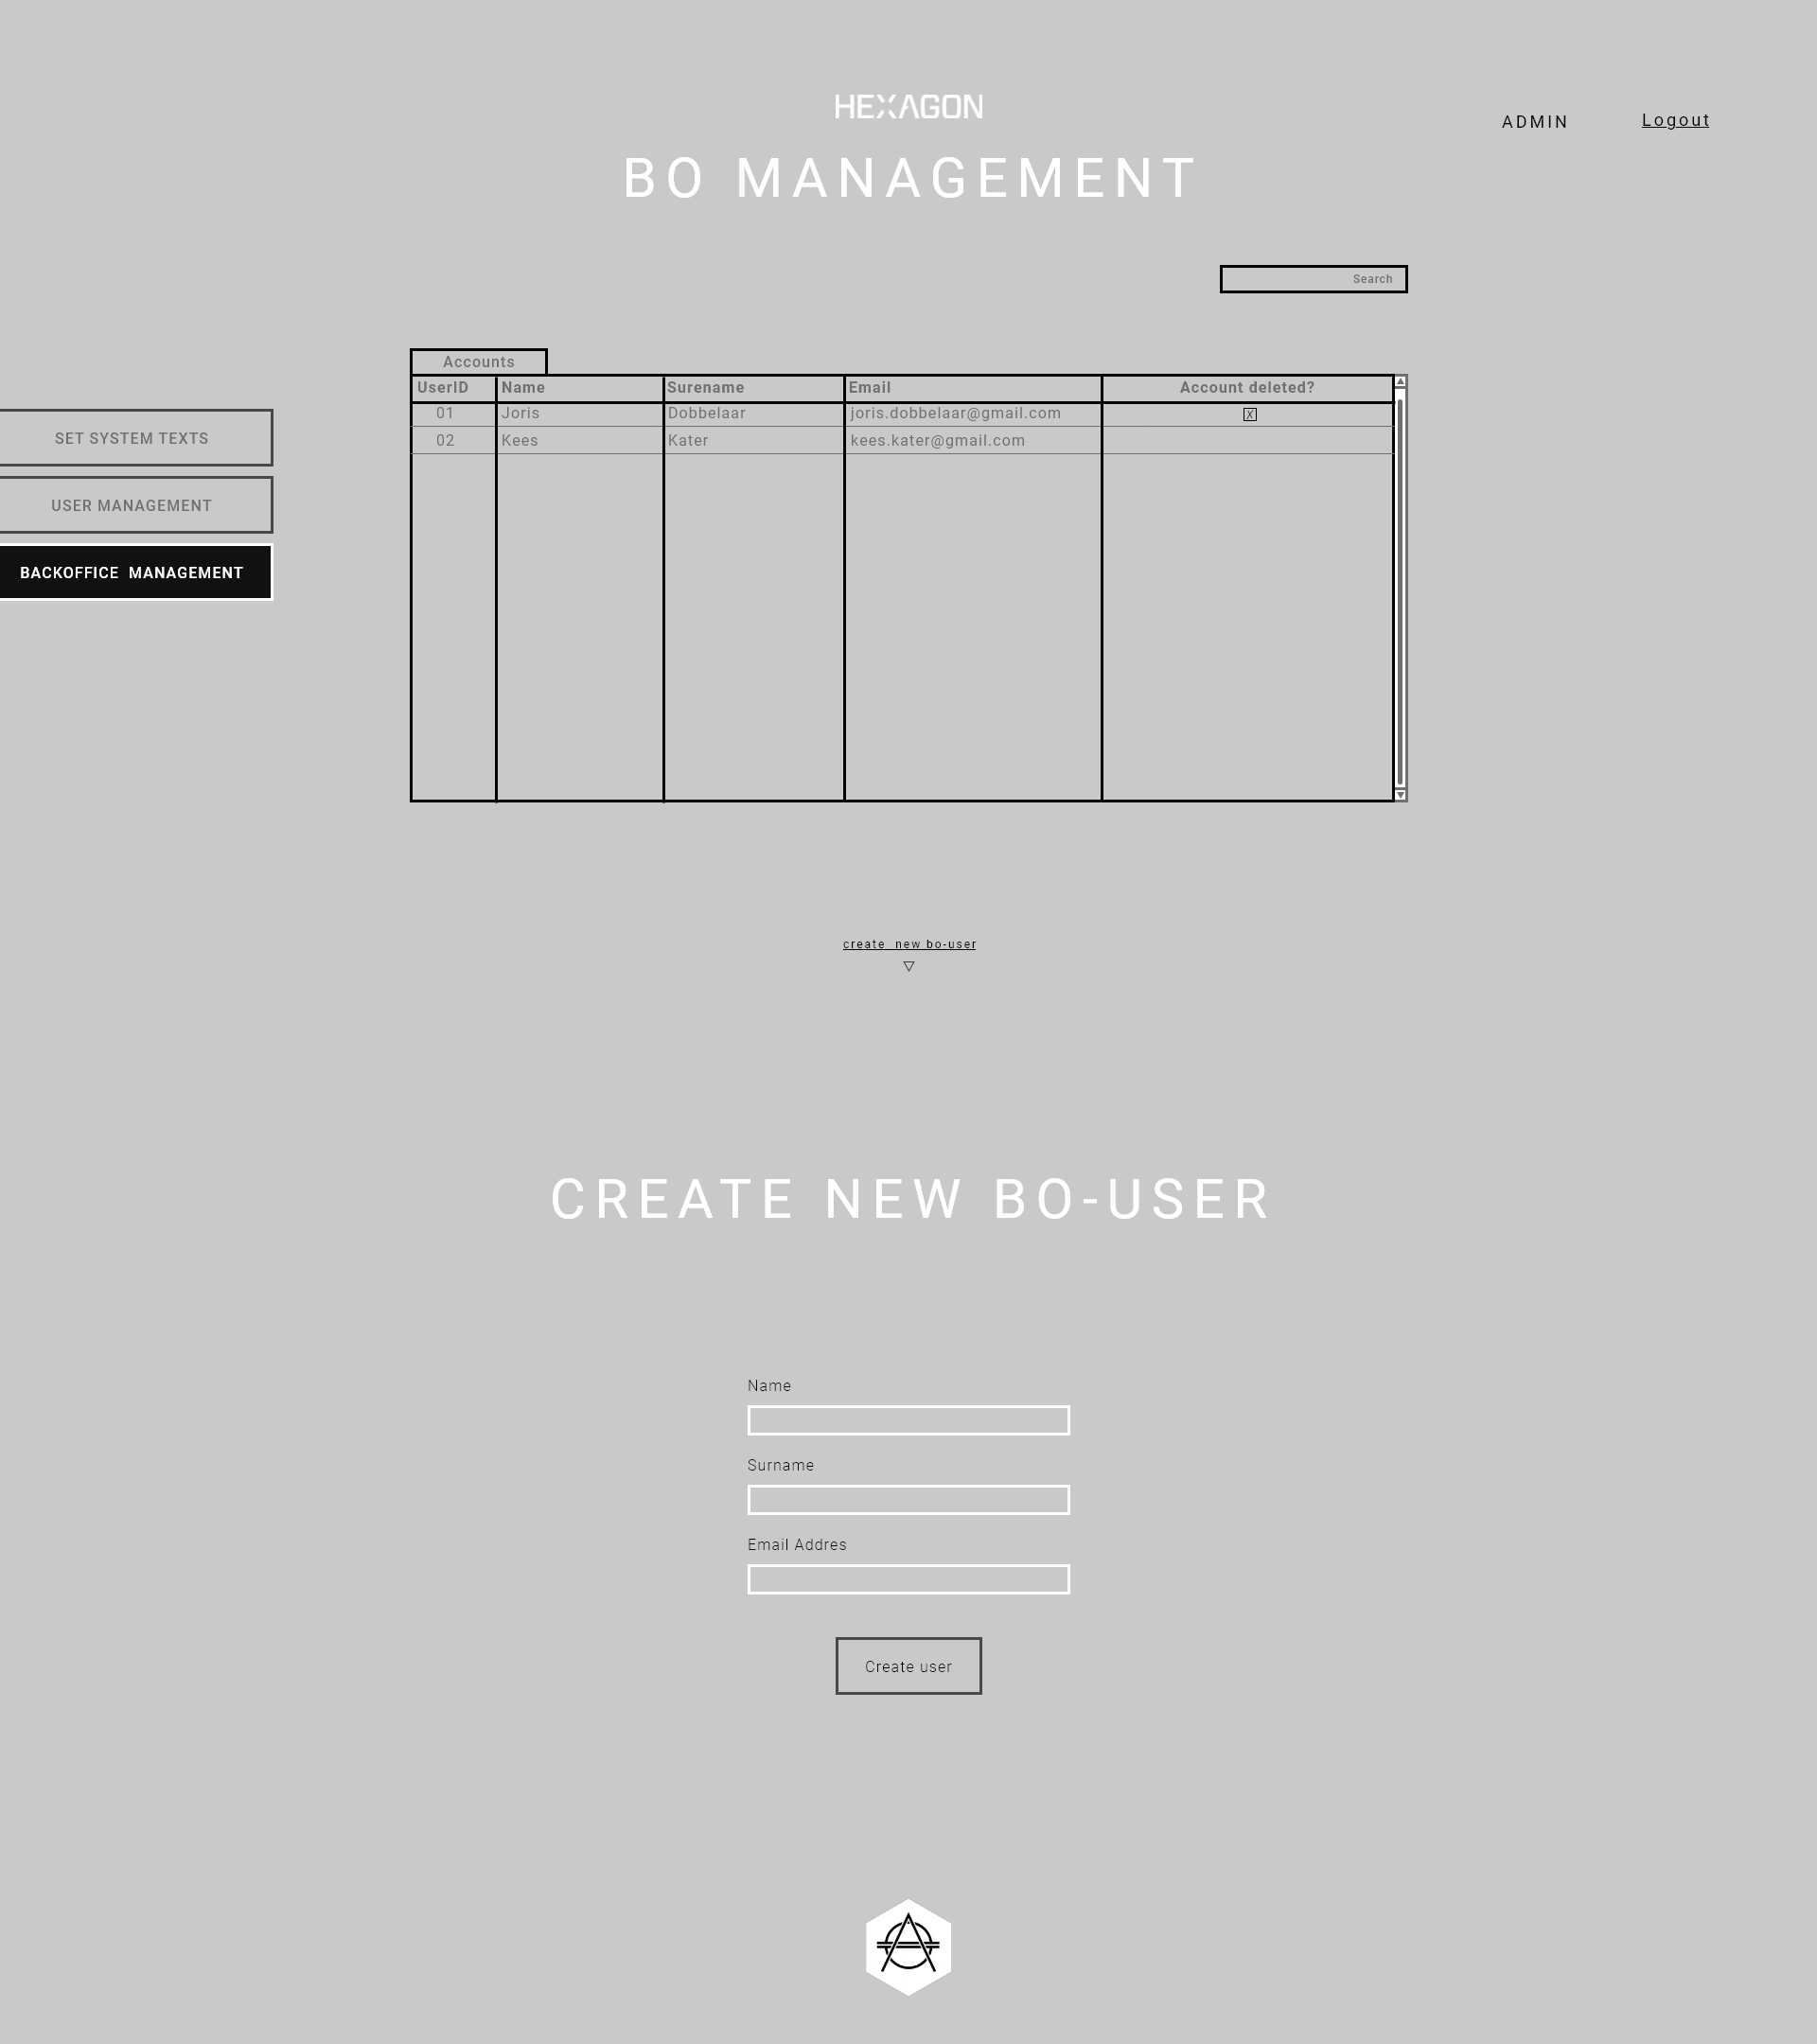 HEXAGON
ADMIN
Logout
BO MANAGEMENT
Search
Accounts
UserID Name Surename Email Account deleted?
01 Joris Dobbelaar joris.dobbelaar@gmail.com X
02 Kees Kater kees.kater@gmail.com
SET SYSTEM TEXTS
USER MANAGEMENT
BACKOFFICE MANAGEMENT
create new bo-user
CREATE NEW BO-USER
Name
Surname
Email Addres
Create user